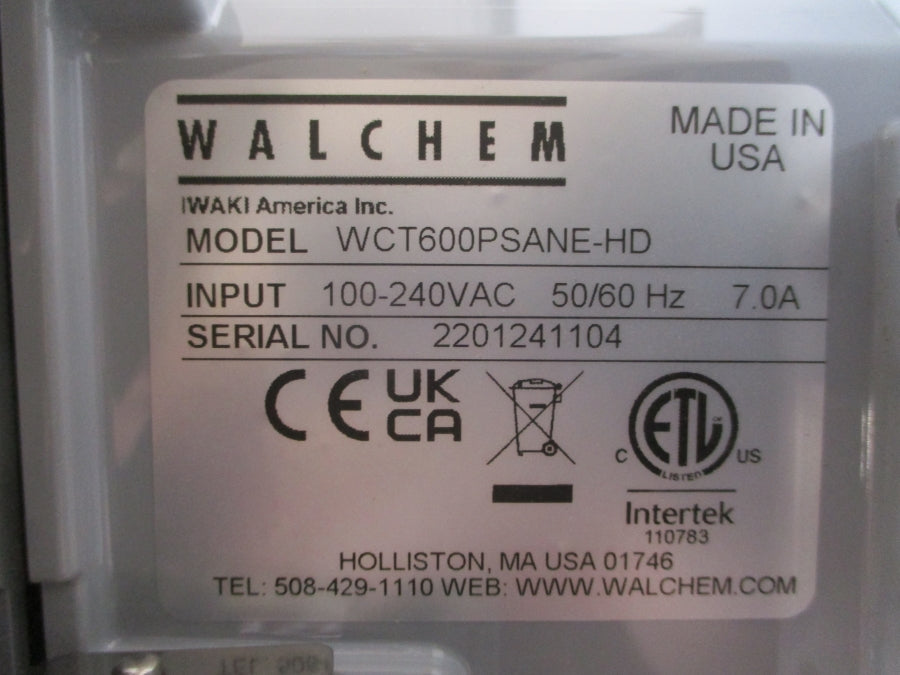 WALCHEM
MADE IN
USA
IWAKI America Inc.
MODEL WCT600PSANE-HD
INPUT 100-240VAC 50/60 Hz 7.0A
SERIAL NO. 2201241104
CE UK
CA
ETL
C US
LISTED
Intertek
110783
HOLLISTON, MA USA 01746
TEL: 508-429-1110 WEB: WWW.WALCHEM.COM